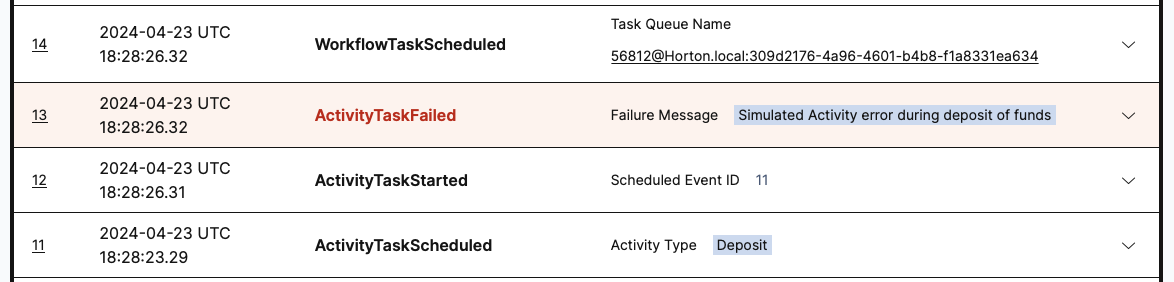 14
2024-04-23 UTC
18:28:26.32
WorkflowTaskScheduled
Task Queue Name
56812@Horton.local:309d2176-4a96-4601-b4b8-f1a8331ea634
13
2024-04-23 UTC
18:28:26.32
ActivityTaskFailed
Failure Message Simulated Activity error during deposit of funds
12
2024-04-23 UTC
18:28:26.31
ActivityTaskStarted
Scheduled Event ID 11
11
2024-04-23 UTC
18:28:23.29
ActivityTaskScheduled
Activity Type Deposit